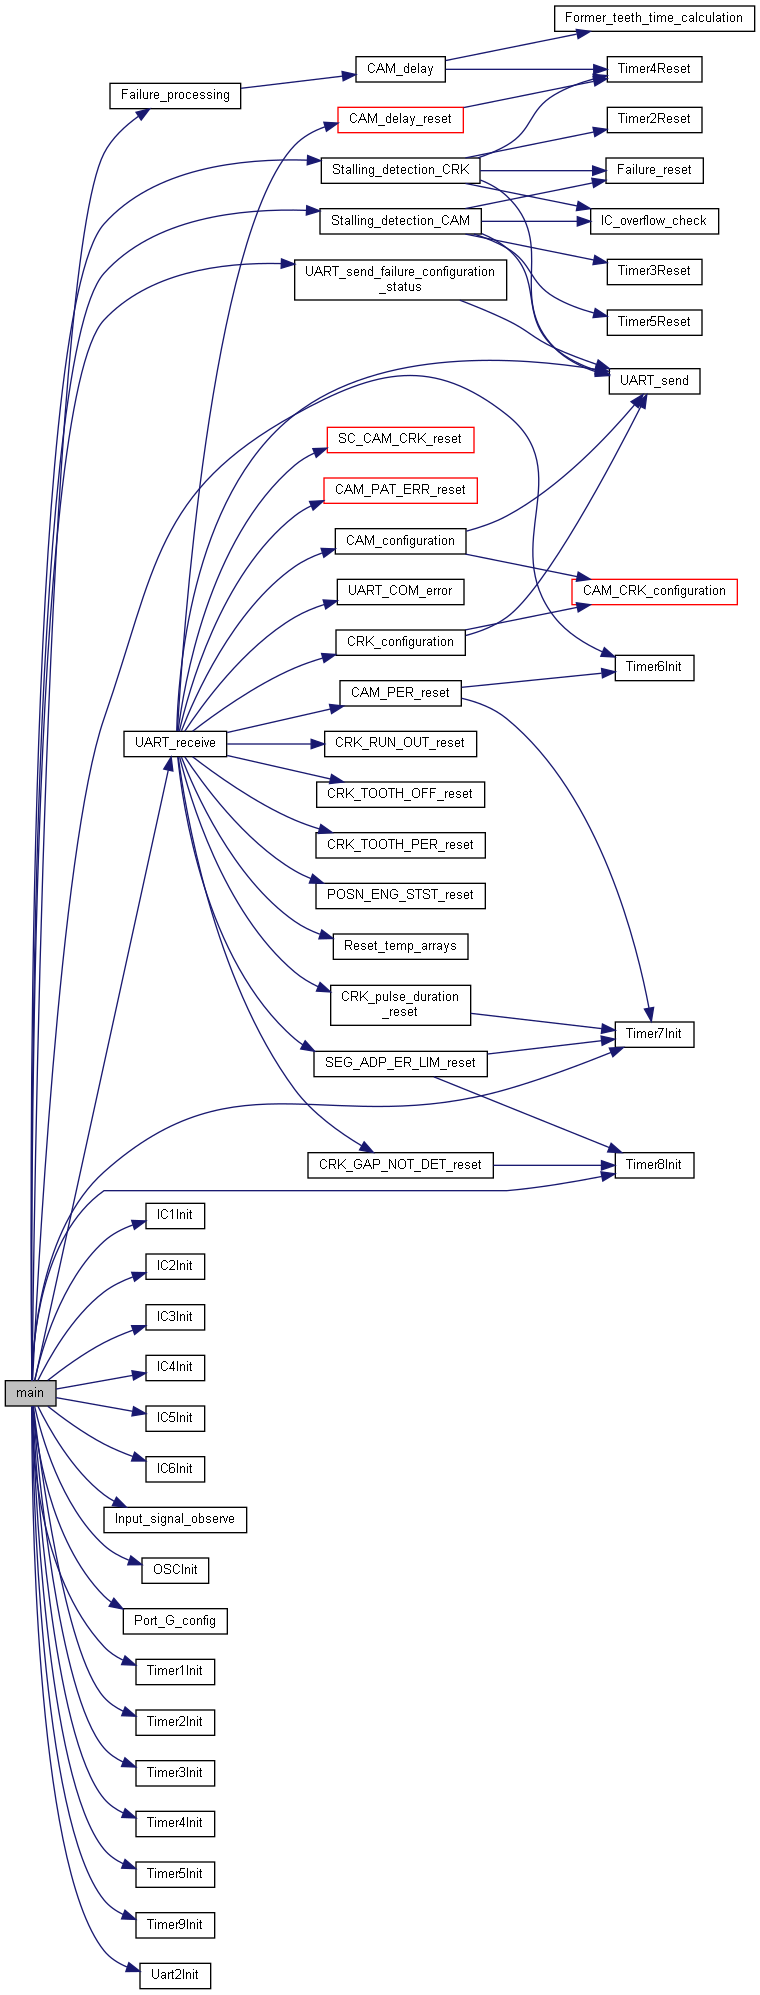 Former_teeth_time_calculation
CAM_delay
Timer4Reset
Failure_processing
CAM_delay_reset
Timer2Reset
Stalling_detection_CRK
Failure_reset
Stalling_detection_CAM
IC_overflow_check
UART_send_failure_configuration
_status
Timer3Reset
Timer5Reset
UART_send
SC_CAM_CRK_reset
CAM_PAT_ERR_reset
CAM_configuration
UART_COM_error
CAM_CRK_configuration
CRK_configuration
Timer6Init
CAM_PER_reset
UART_receive
CRK_RUN_OUT_reset
CRK_TOOTH_OFF_reset
CRK_TOOTH_PER_reset
POSN_ENG_STST_reset
Reset_temp_arrays
CRK_pulse_duration
_reset
Timer7Init
SEG_ADP_ER_LIM_reset
CRK_GAP_NOT_DET_reset
Timer8Init
IC1Init
IC2Init
IC3Init
IC4Init
main
IC5Init
IC6Init
Input_signal_observe
OSCInit
Port_G_config
Timer1Init
Timer2Init
Timer3Init
Timer4Init
Timer5Init
Timer9Init
Uart2Init